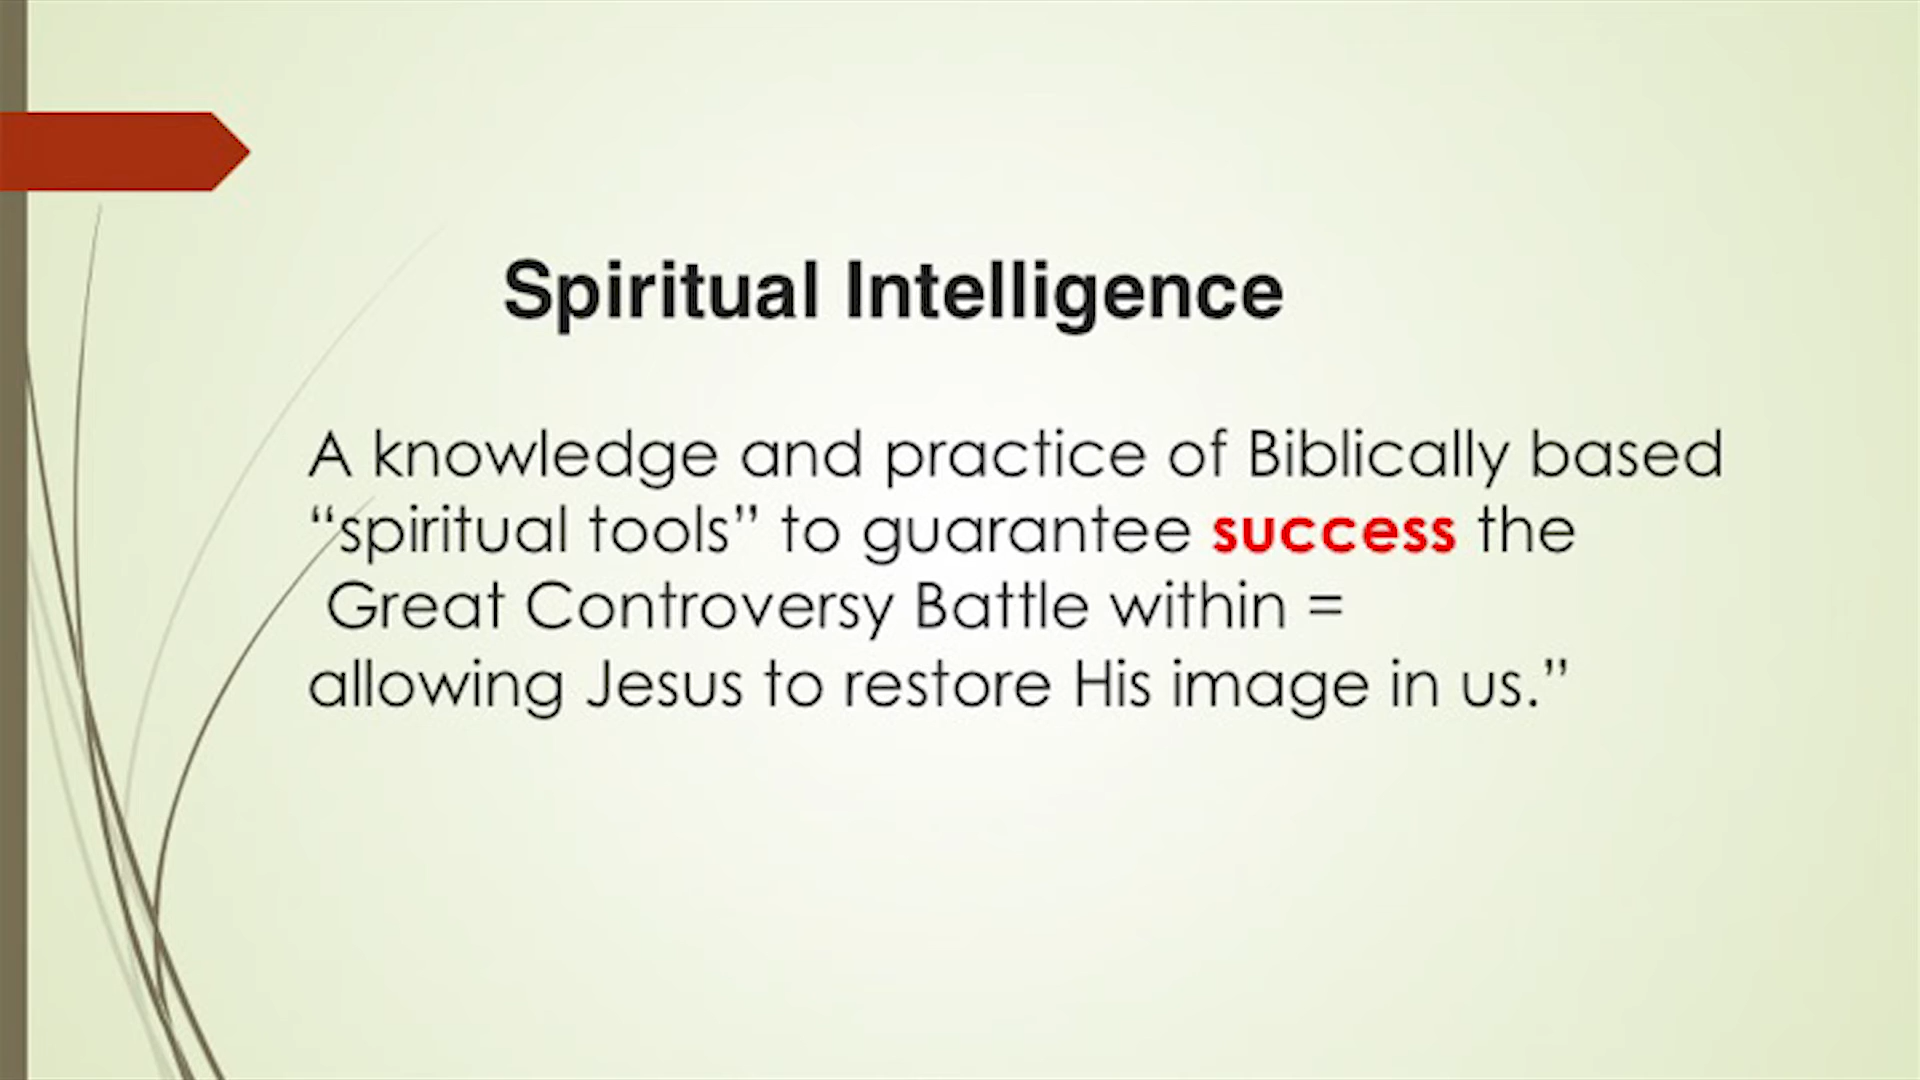 Spiritual Intelligence
A knowledge and practice of Biblically based
“spiritual tools” to guarantee success the
Great Controversy Battle within =
allowing Jesus to restore His image in us.”